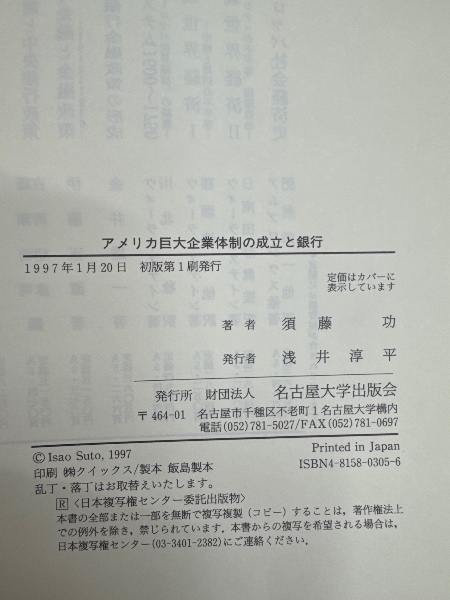 アメリカ巨大企業体制の成立と銀行
1997年1月20日 初版第1刷発行
定価はカバーに
表示しています
著者 須藤 功
発行者 浅井淳平
発行所 財団法人 名古屋大学出版会
〒464-01 名古屋市千種区不老町1名古屋大学構内
電話(052)781-5027/FAX(052)781-0697
© Isao Suto, 1997
Printed in Japan
印刷 ㈱クイックス/製本 飯島製本
ISBN4-8158-0305-6
乱丁・落丁はお取替えいたします。
🅁〈日本複写権センター委託出版物〉
本書の全部または一部を無断で複写複製（コピー）することは，著作権法上
での例外を除き，禁じられています。本書からの複写を希望される場合は，
日本複写権センター(03-3401-2382)にご連絡ください。